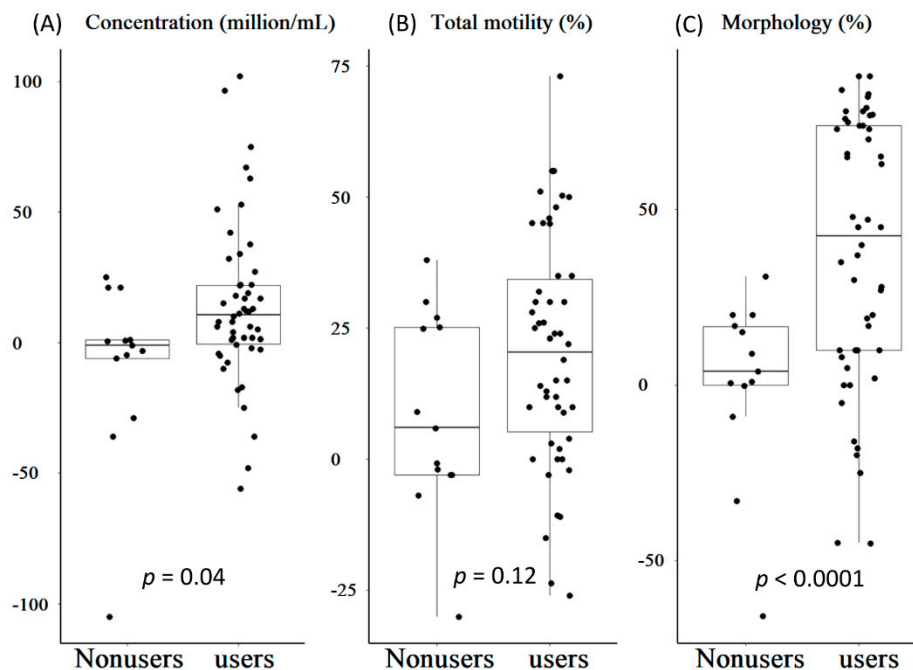 (A) Concentration (million/mL)
100
50
0
-50
-100
p = 0.04
Nonusers users
(B) Total motility (%)
75
50
25
0
-25
p = 0.12
Nonusers users
(C) Morphology (%)
50
0
-50
p < 0.0001
Nonusers users